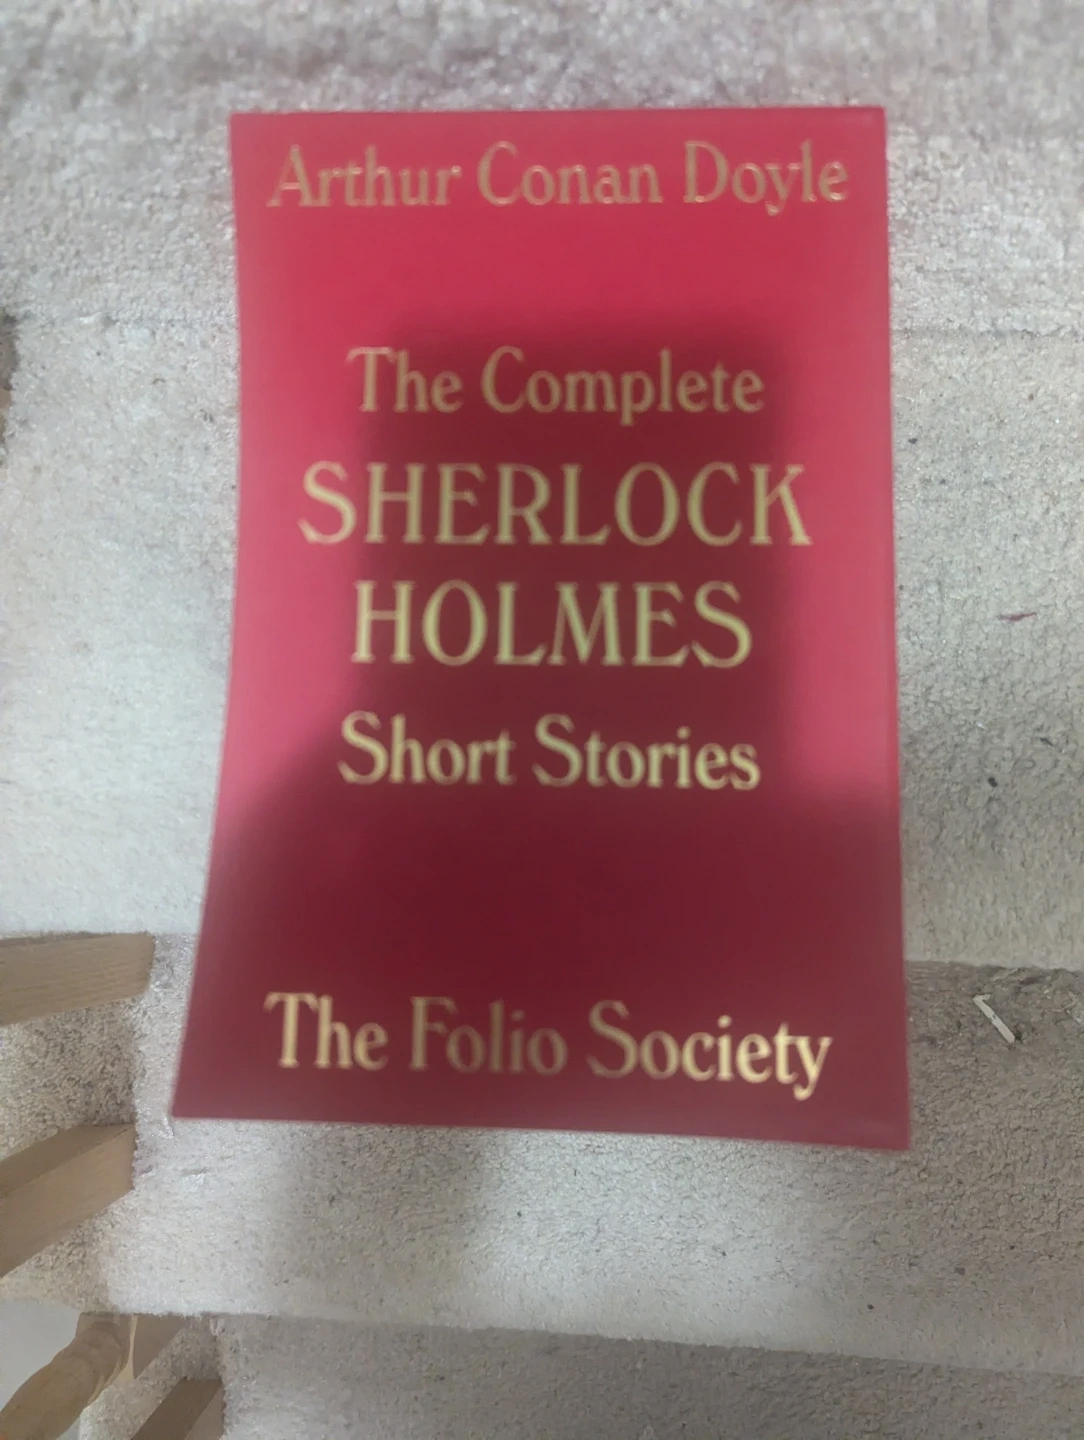 Arthur Conan Doyle
The Complete
SHERLOCK
HOLMES
Short Stories
The Folio Society